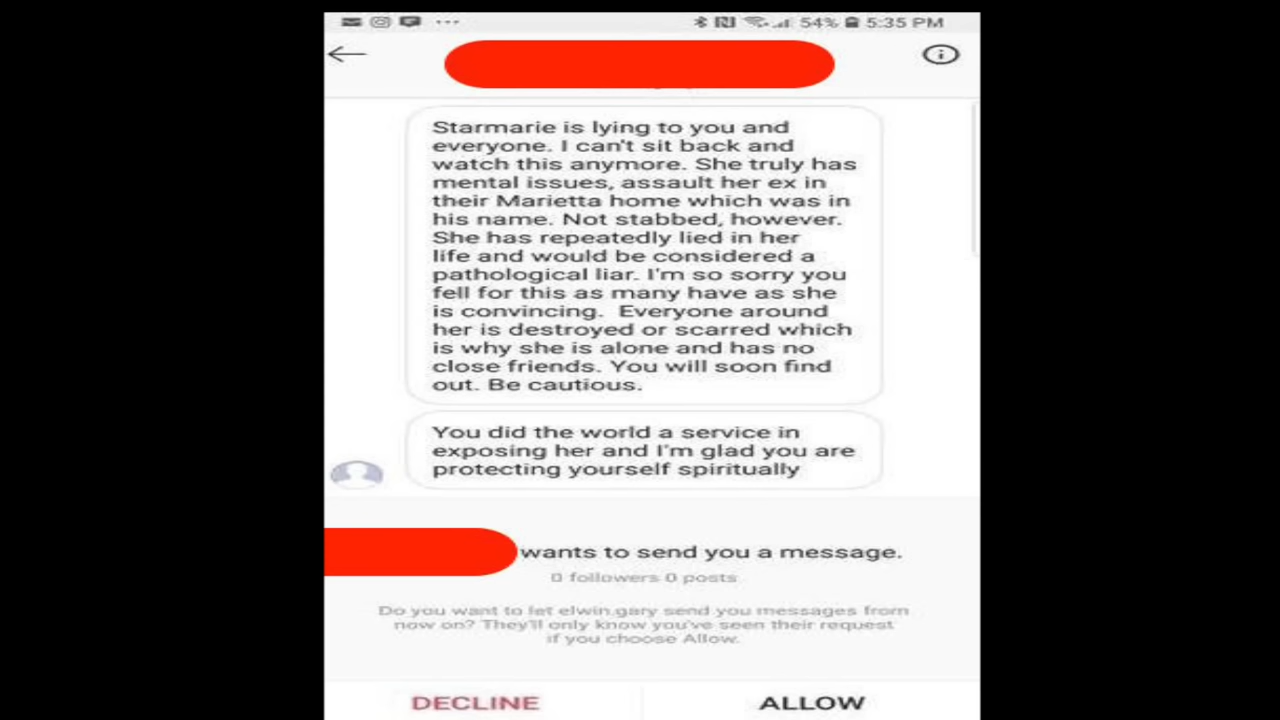 54% 5:35 PM
Starmarie is lying to you and
everyone. I can't sit back and
watch this anymore. She truly has
mental issues, assault her ex in
their Marietta home which was in
his name. Not stabbed, however.
She has repeatedly lied in her
life and would be considered a
pathological liar. I'm so sorry you
fell for this as many have as she
is convincing. Everyone around
her is destroyed or scarred which
is why she is alone and has no
close friends. You will soon find
out. Be cautious.
You did the world a service in
exposing her and I'm glad you are
protecting yourself spiritually
wants to send you a message.
0 followers 0 posts
Do you want to let elwin.gary send you messages from
now on? They'll only know you've seen their request
if you choose Allow.
DECLINE ALLOW